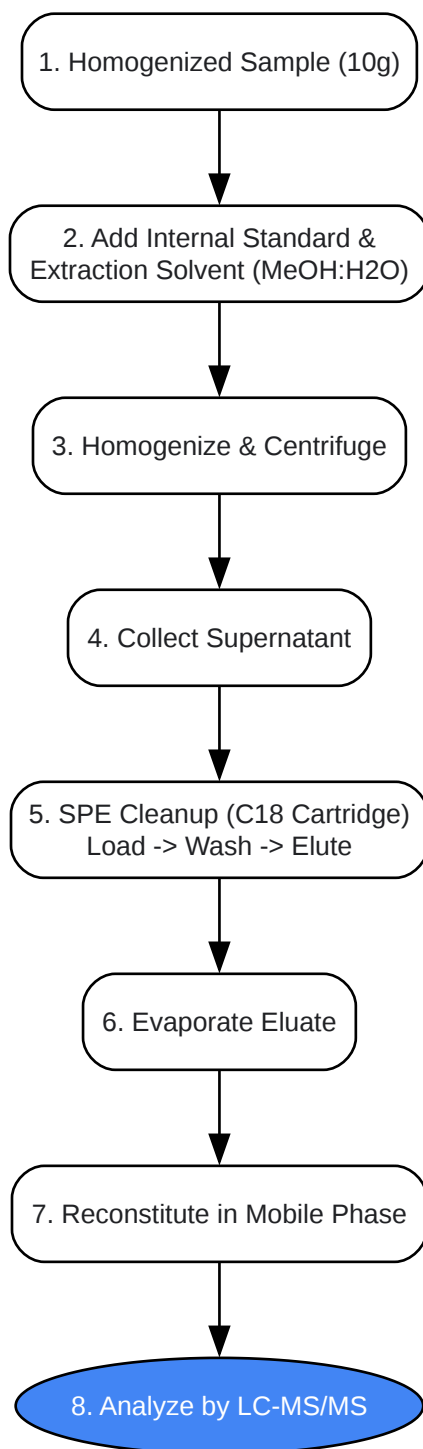 1. Homogenized Sample (10g)
2. Add Internal Standard &
Extraction Solvent (MeOH:H2O)
3. Homogenize & Centrifuge
4. Collect Supernatant
5. SPE Cleanup (C18 Cartridge)
Load -> Wash -> Elute
6. Evaporate Eluate
7. Reconstitute in Mobile Phase
8. Analyze by LC-MS/MS